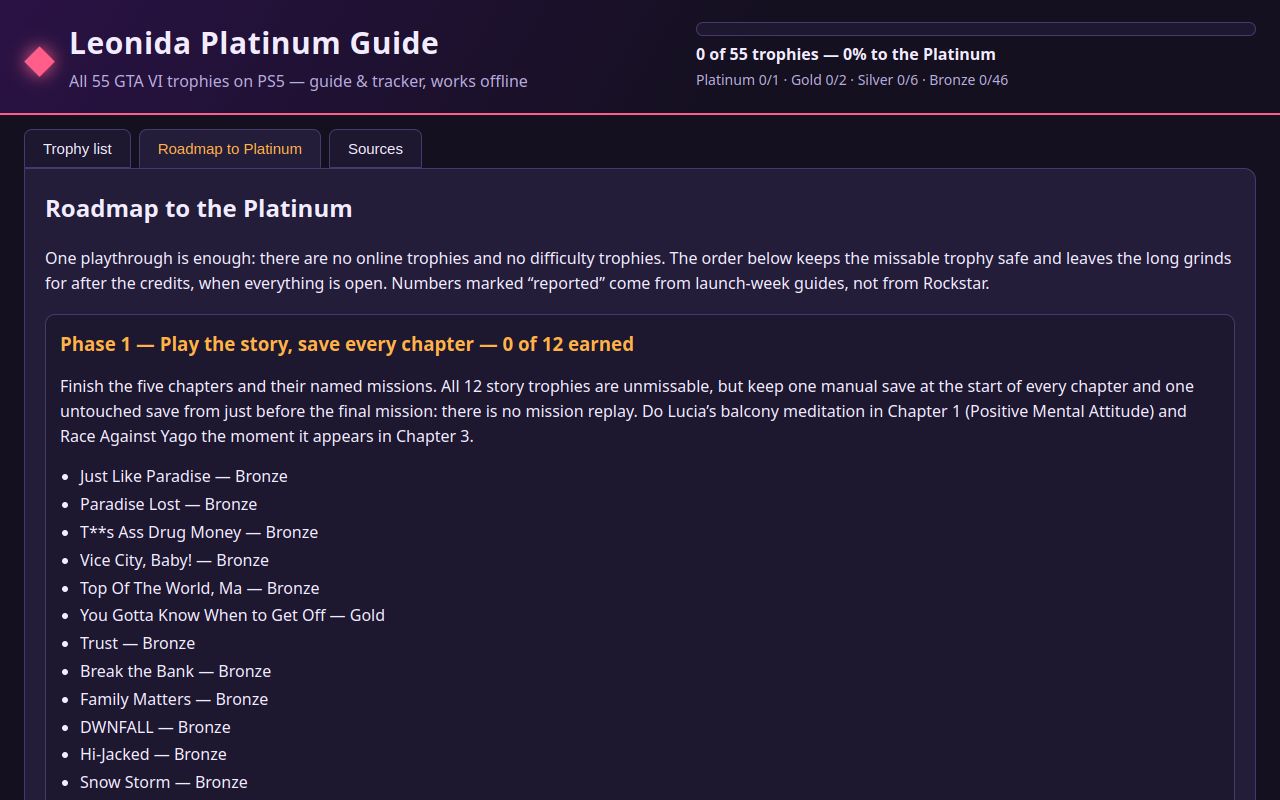 Leonida Platinum Guide
All 55 GTA VI trophies on PS5 — guide & tracker, works offline
0 of 55 trophies — 0% to the Platinum
Platinum 0/1 · Gold 0/2 · Silver 0/6 · Bronze 0/46
Trophy list
Roadmap to Platinum
Sources
Roadmap to the Platinum
One playthrough is enough: there are no online trophies and no difficulty trophies. The order below keeps the missable trophy safe and leaves the long grinds
for after the credits, when everything is open. Numbers marked “reported” come from launch-week guides, not from Rockstar.
Phase 1 — Play the story, save every chapter — 0 of 12 earned
Finish the five chapters and their named missions. All 12 story trophies are unmissable, but keep one manual save at the start of every chapter and one
untouched save from just before the final mission: there is no mission replay. Do Lucia’s balcony meditation in Chapter 1 (Positive Mental Attitude) and
Race Against Yago the moment it appears in Chapter 3.
• Just Like Paradise — Bronze
• Paradise Lost — Bronze
• T**s Ass Drug Money — Bronze
• Vice City, Baby! — Bronze
• Top Of The World, Ma — Bronze
• You Gotta Know When to Get Off — Gold
• Trust — Bronze
• Break the Bank — Bronze
• Family Matters — Bronze
• DWNFALL — Bronze
• Hi-Jacked — Bronze
• Snow Storm — Bronze